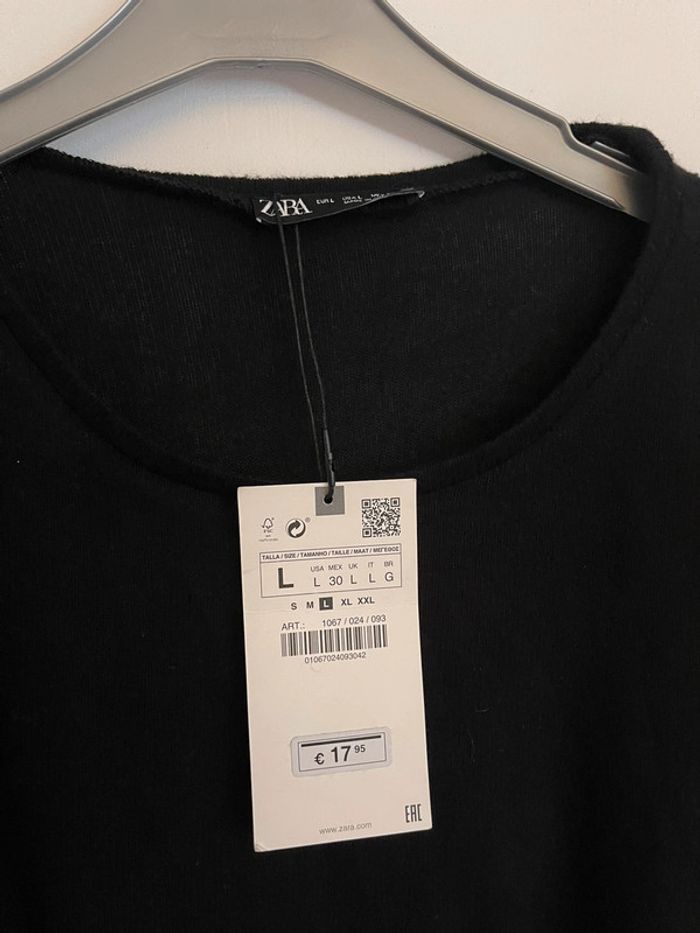 ZARA EUR L USA L
FSC
TALLA / SIZE / TAMANHO / TAILLE / MAAT / ΜΕΓΕΘΟΣ
L
USA MEX UK IT BR
L 30 L L G
S M L XL XXL
ART.: 1067 / 024 / 093
01067024093042
€ 17 95
EAC
www.zara.com